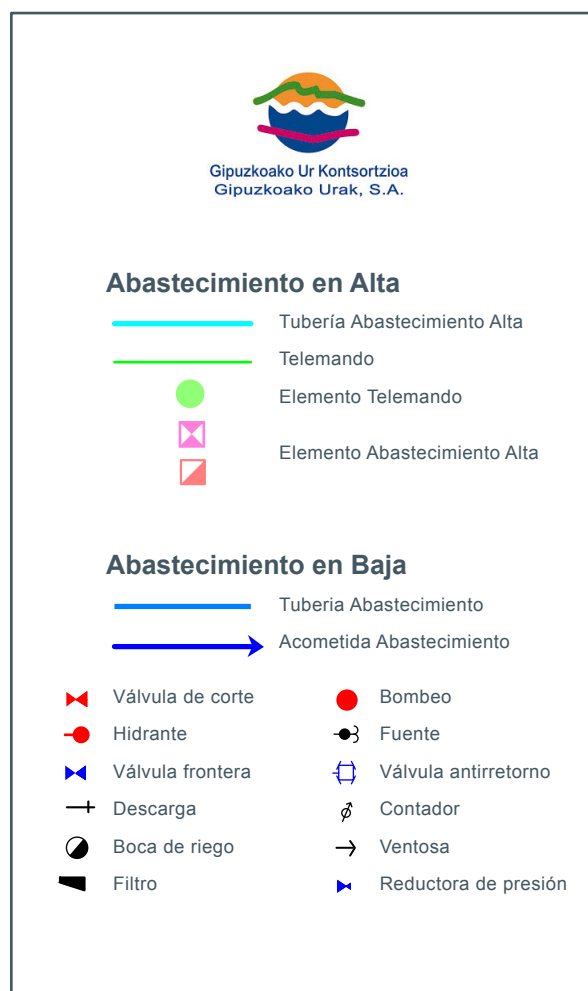 Gipuzkoako Ur Kontsortzioa
Gipuzkoako Urak, S.A.
Abastecimiento en Alta
Tubería Abastecimiento Alta
Telemando
Elemento Telemando
Elemento Abastecimiento Alta
Abastecimiento en Baja
Tuberia Abastecimiento
Acometida Abastecimiento
Válvula de corte
Bombeo
Hidrante
Fuente
Válvula frontera
Válvula antirretorno
Descarga
Contador
Boca de riego
Ventosa
Filtro
Reductora de presión